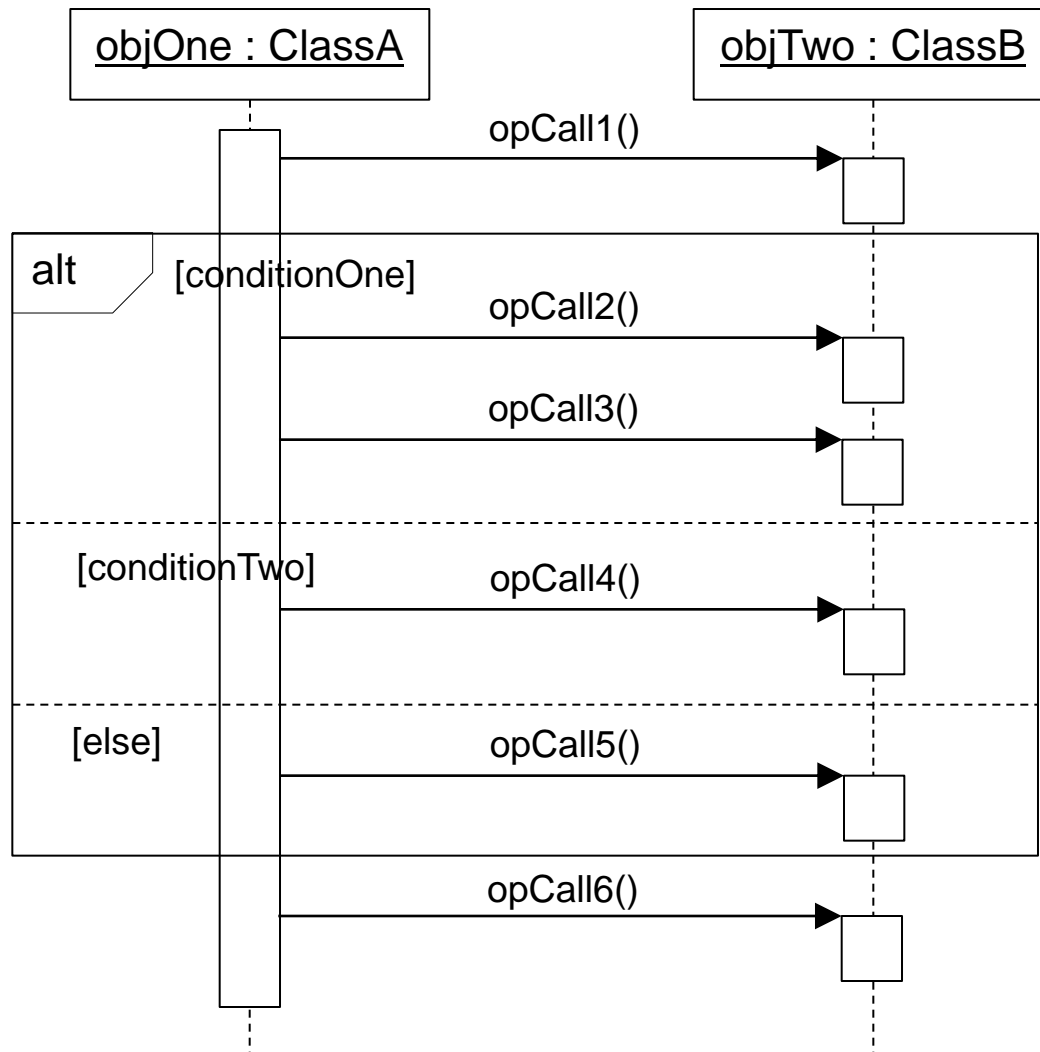 objOne : ClassA
objTwo : ClassB
opCall1()
alt
[conditionOne]
opCall2()
opCall3()
[conditionTwo]
opCall4()
[else]
opCall5()
opCall6()